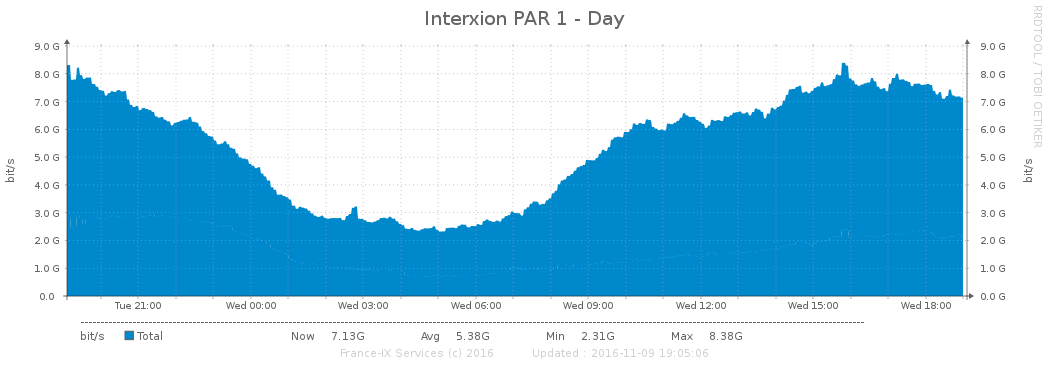 Interxion PAR 1 - Day
RRDTOOL / TOBI OETIKER
9.0 G 9.0 G
8.0 G 8.0 G
7.0 G 7.0 G
6.0 G 6.0 G
5.0 G 5.0 G
4.0 G 4.0 G
3.0 G 3.0 G
2.0 G 2.0 G
1.0 G 1.0 G
0.0 0.0 G
bit/s
bit/s
Tue 21:00 Wed 00:00 Wed 03:00 Wed 06:00 Wed 09:00 Wed 12:00 Wed 15:00 Wed 18:00
bit/s Total Now 7.13G Avg 5.38G Min 2.31G Max 8.38G
France-IX Services (c) 2016 Updated : 2016-11-09 19:05:06